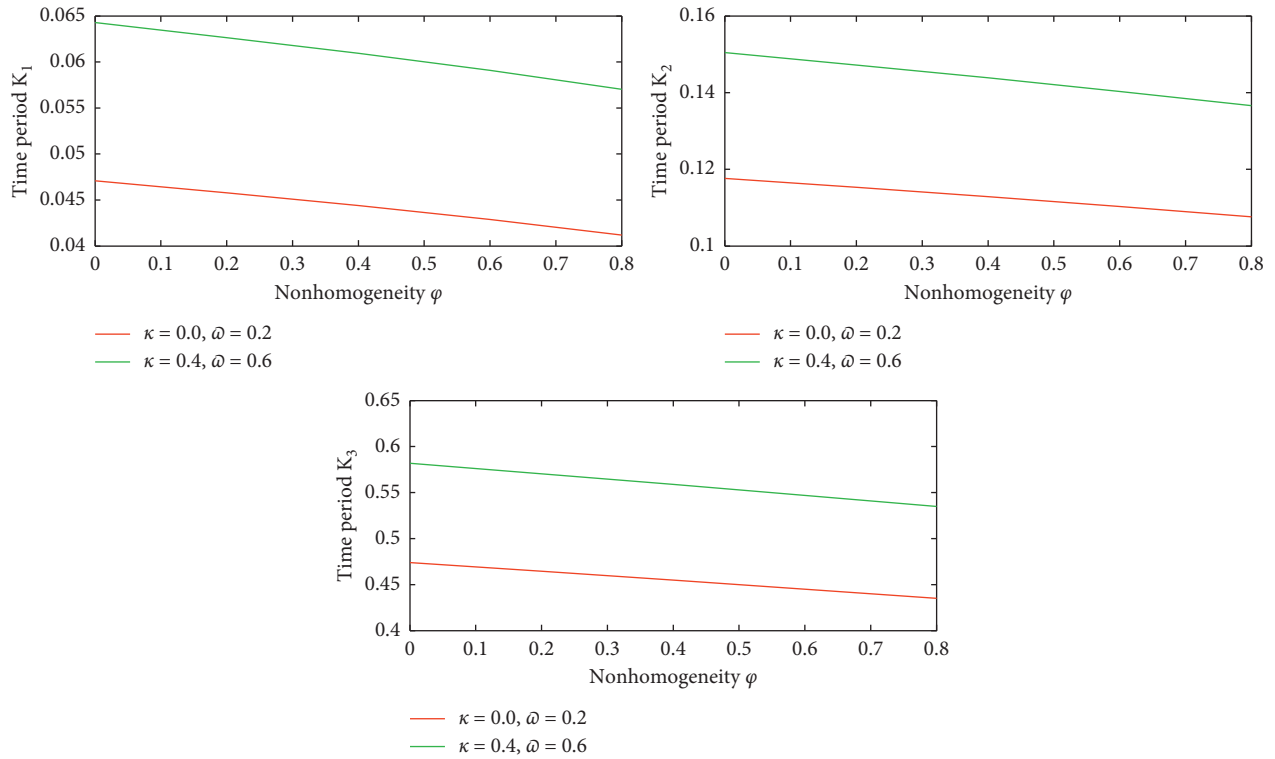 Time period K₁
0.065
0.06
0.055
0.05
0.045
0.04
0 0.1 0.2 0.3 0.4 0.5 0.6 0.7 0.8
Nonhomogeneity φ
κ = 0.0, ϖ = 0.2
κ = 0.4, ϖ = 0.6
Time period K₂
0.16
0.14
0.12
0.1
0 0.1 0.2 0.3 0.4 0.5 0.6 0.7 0.8
Nonhomogeneity φ
κ = 0.0, ϖ = 0.2
κ = 0.4, ϖ = 0.6
Time period K₃
0.65
0.6
0.55
0.5
0.45
0.4
0 0.1 0.2 0.3 0.4 0.5 0.6 0.7 0.8
Nonhomogeneity φ
κ = 0.0, ϖ = 0.2
κ = 0.4, ϖ = 0.6